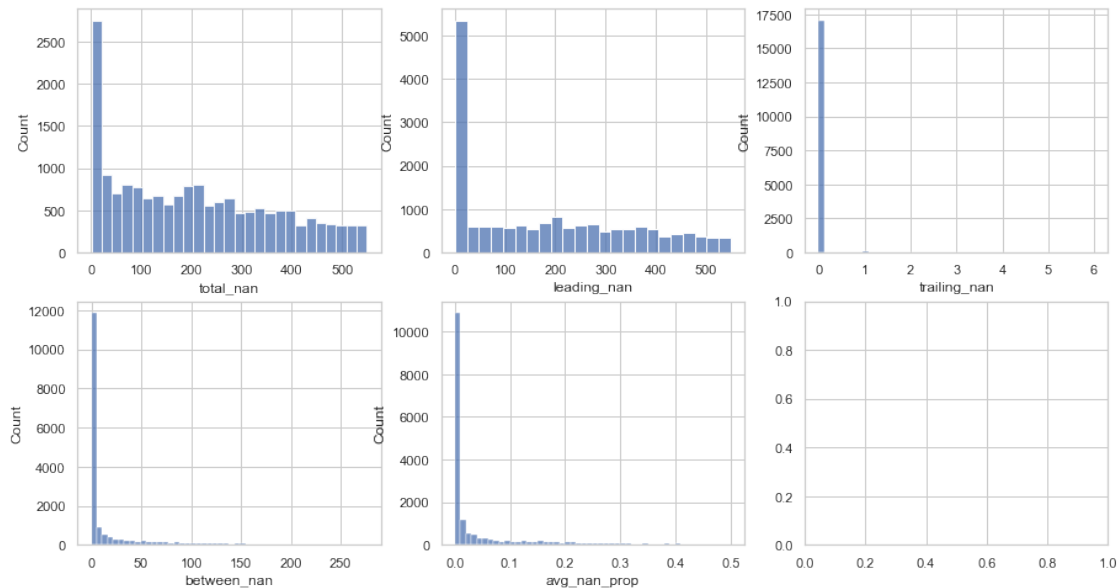 2500
2000
1500
1000
500
0
Count
0 100 200 300 400 500
total_nan
5000
4000
3000
2000
1000
0
Count
0 100 200 300 400 500
leading_nan
17500
15000
12500
10000
7500
5000
2500
0
Count
0 1 2 3 4 5 6
trailing_nan
12000
10000
8000
6000
4000
2000
0
Count
0 50 100 150 200 250
between_nan
10000
8000
6000
4000
2000
0
Count
0.0 0.1 0.2 0.3 0.4 0.5
avg_nan_prop
1.0
0.8
0.6
0.4
0.2
0.0
0.0 0.2 0.4 0.6 0.8 1.0